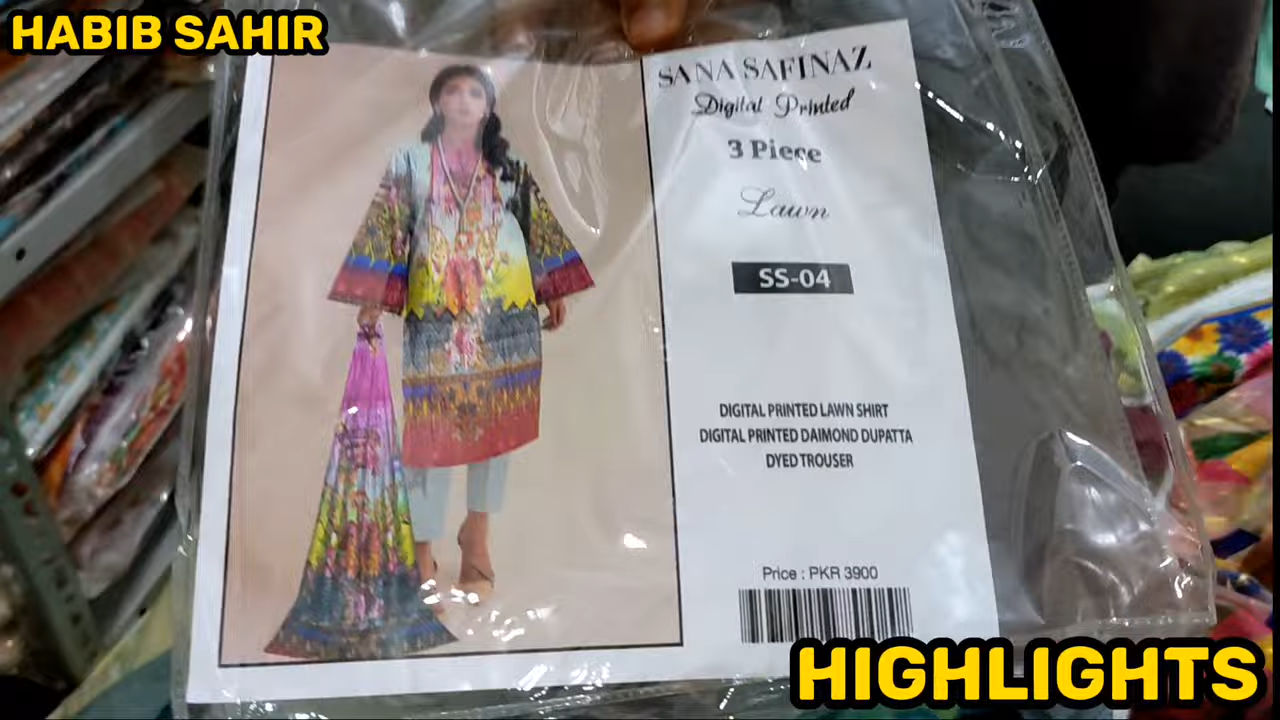 HABIB SAHIR
SANA SAFINAZ
Digital Printed
3 Piece
Lawn
SS-04
DIGITAL PRINTED LAWN SHIRT
DIGITAL PRINTED DAIMOND DUPATTA
DYED TROUSER
Price : PKR 3900
HIGHLIGHTS